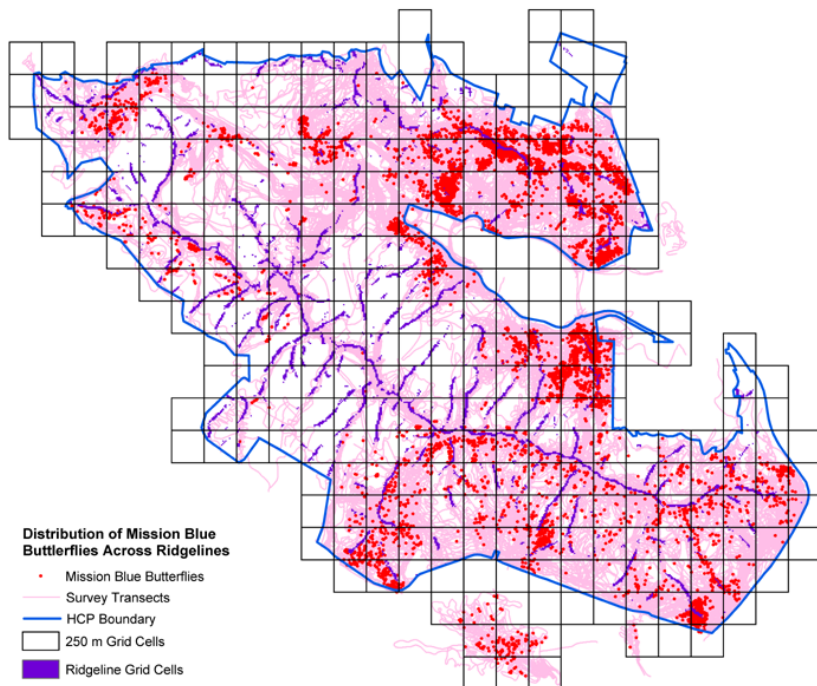 Distribution of Mission Blue
Buttlerflies Across Ridgelines
Mission Blue Butterflies
Survey Transects
HCP Boundary
250 m Grid Cells
Ridgeline Grid Cells